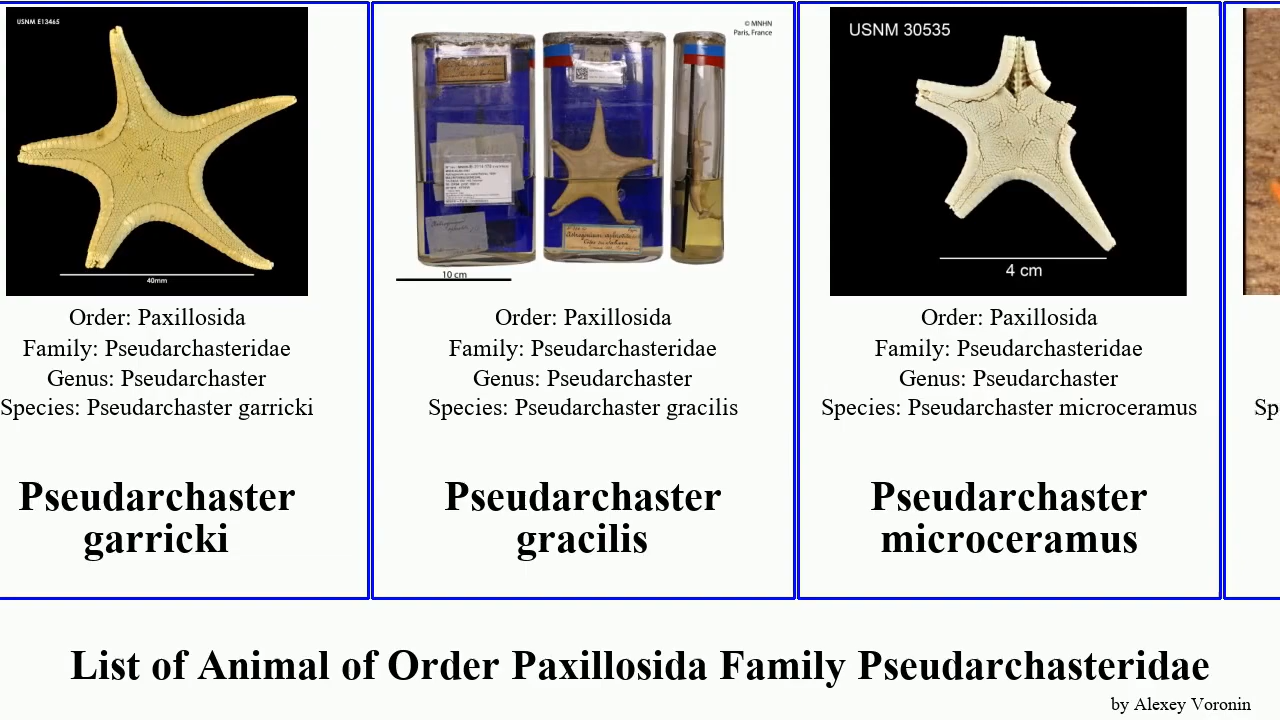 USNM E13465
40mm
Order: Paxillosida
Family: Pseudarchasteridae
Genus: Pseudarchaster
Species: Pseudarchaster garricki
Pseudarchaster
garricki
© MNHN
Paris, France
10 cm
Order: Paxillosida
Family: Pseudarchasteridae
Genus: Pseudarchaster
Species: Pseudarchaster gracilis
Pseudarchaster
gracilis
USNM 30535
4 cm
Order: Paxillosida
Family: Pseudarchasteridae
Genus: Pseudarchaster
Species: Pseudarchaster microceramus
Pseudarchaster
microceramus
Sp
List of Animal of Order Paxillosida Family Pseudarchasteridae
by Alexey Voronin